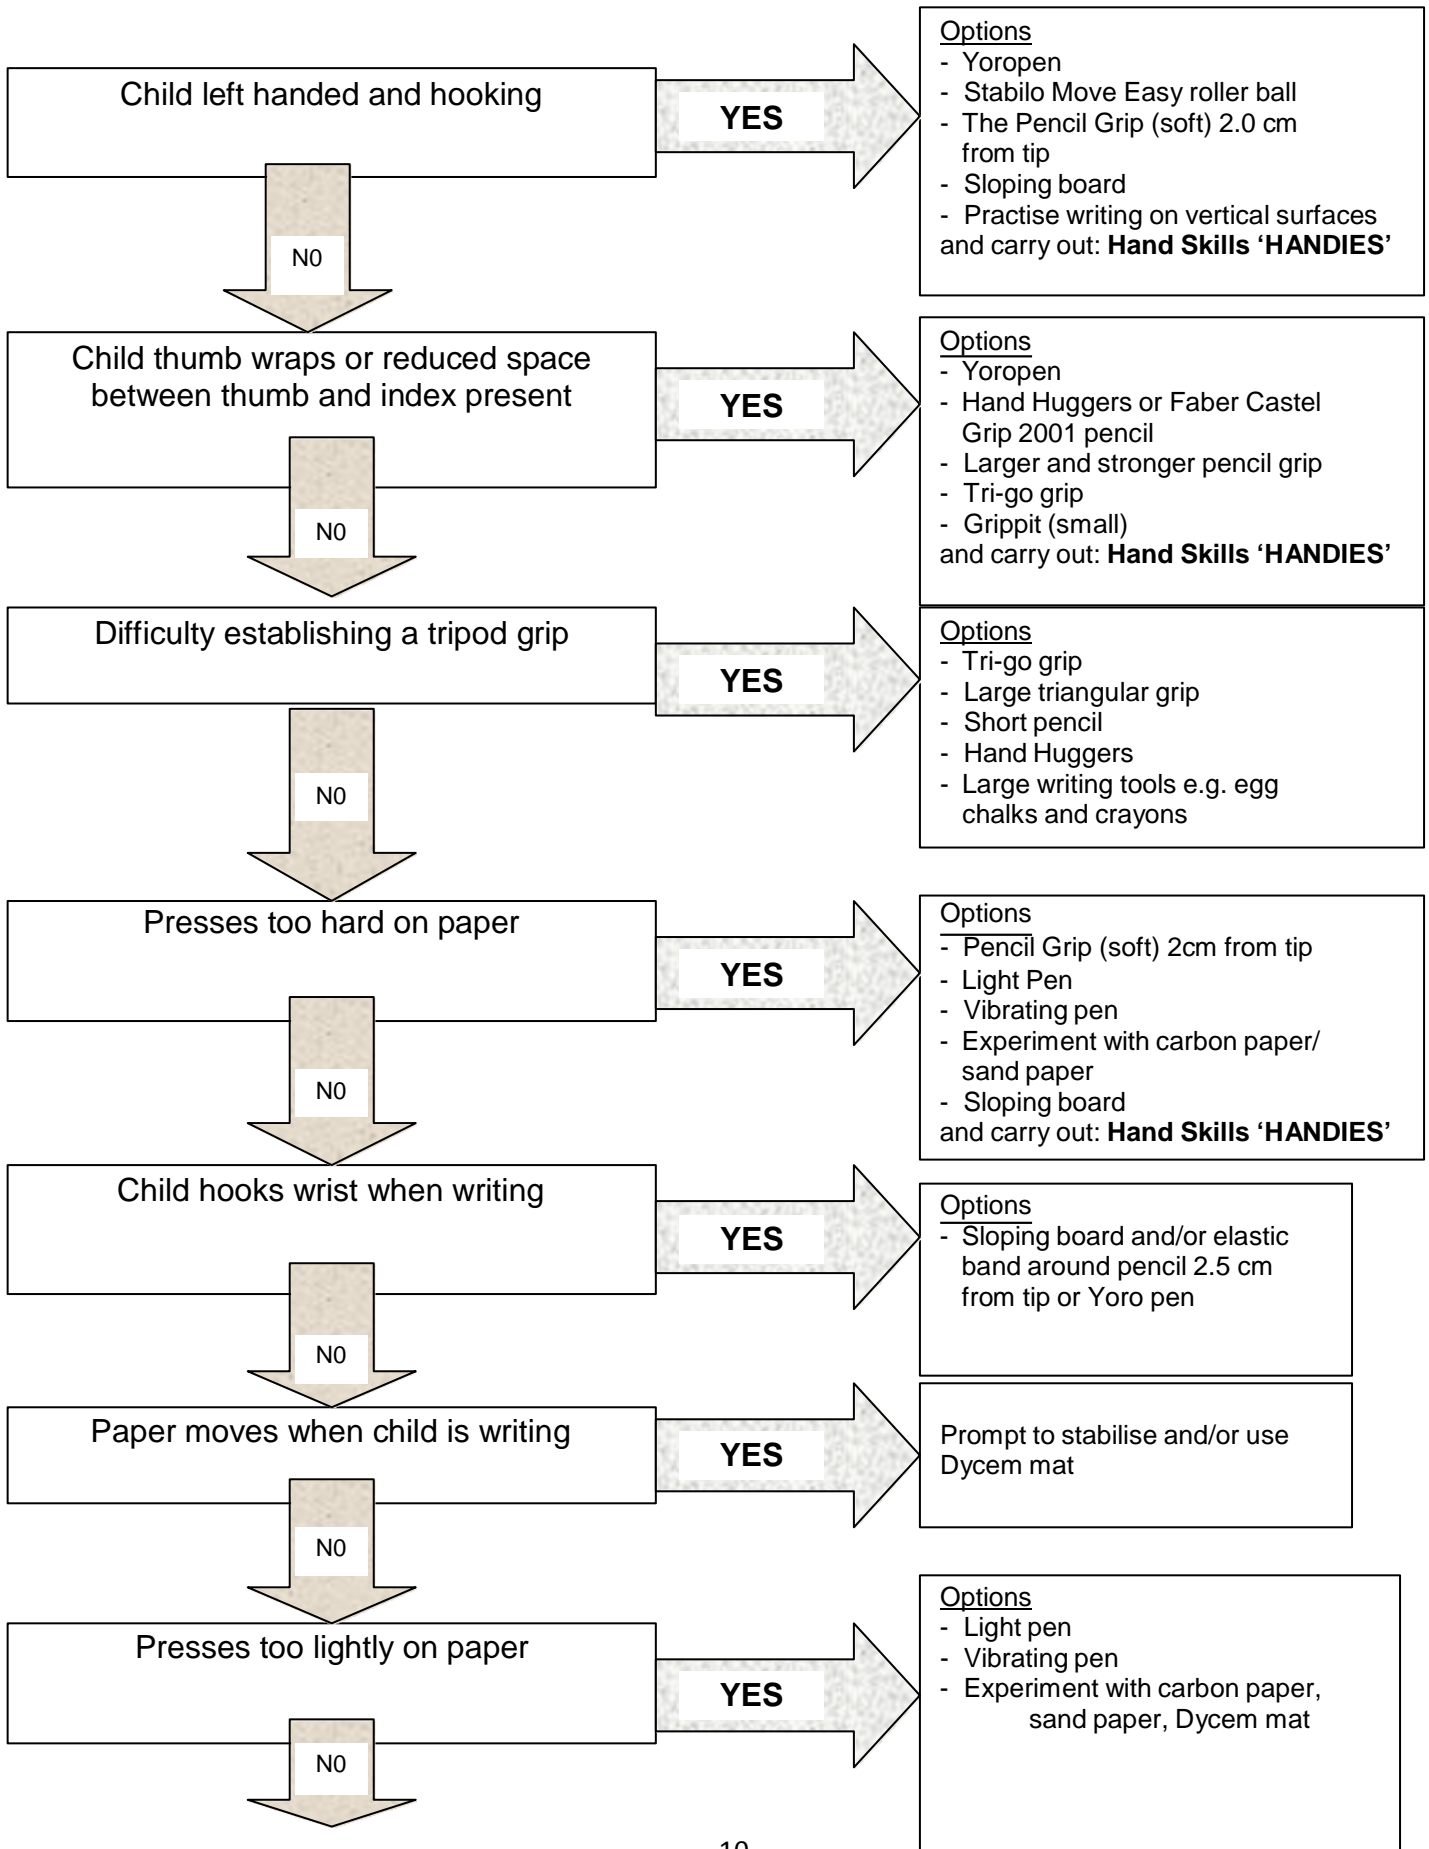 Child left handed and hooking
YES
Options
- Yoropen
- Stabilo Move Easy roller ball
- The Pencil Grip (soft) 2.0 cm
from tip
- Sloping board
- Practise writing on vertical surfaces
and carry out: Hand Skills ‘HANDIES’
N0
Child thumb wraps or reduced space
between thumb and index present
YES
Options
- Yoropen
- Hand Huggers or Faber Castel
Grip 2001 pencil
- Larger and stronger pencil grip
- Tri-go grip
- Grippit (small)
and carry out: Hand Skills ‘HANDIES’
N0
Difficulty establishing a tripod grip
YES
Options
- Tri-go grip
- Large triangular grip
- Short pencil
- Hand Huggers
- Large writing tools e.g. egg
chalks and crayons
N0
Presses too hard on paper
YES
Options
- Pencil Grip (soft) 2cm from tip
- Light Pen
- Vibrating pen
- Experiment with carbon paper/
sand paper
- Sloping board
and carry out: Hand Skills ‘HANDIES’
N0
Child hooks wrist when writing
YES
Options
- Sloping board and/or elastic
band around pencil 2.5 cm
from tip or Yoro pen
N0
Paper moves when child is writing
YES
Prompt to stabilise and/or use
Dycem mat
N0
Presses too lightly on paper
YES
Options
- Light pen
- Vibrating pen
- Experiment with carbon paper,
sand paper, Dycem mat
N0
10